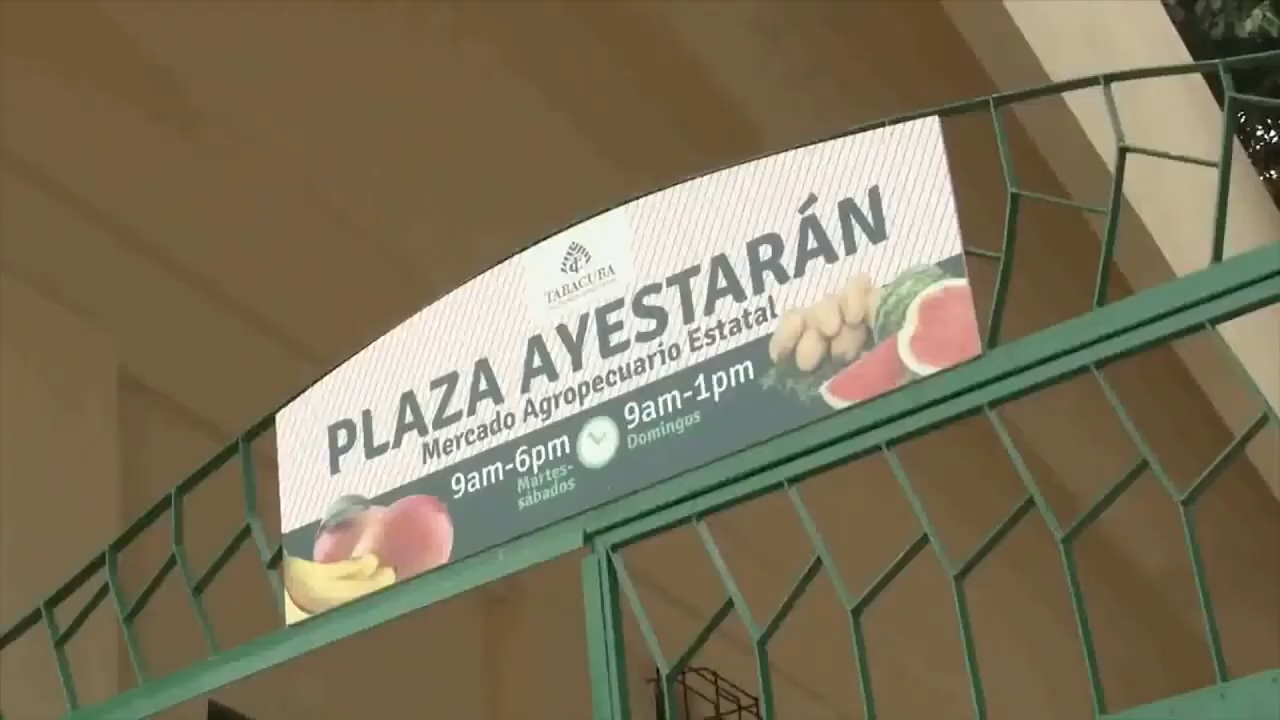 TABACUBA
PLAZA AYESTARÁN
Mercado Agropecuario Estatal
9am-6pm
Martes-
sábados
9am-1pm
Domingos